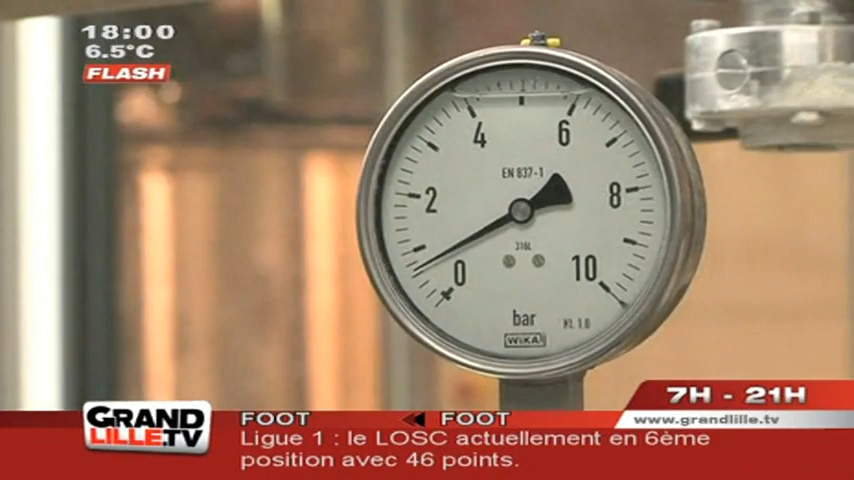 18:00
6.5°C
FLASH
4
6
EN 837-1
2
8
316L
0
10
bar
Kl. 1.0
WIKA
7H - 21H
GRAND
LILLE.TV
FOOT FOOT
www.grandlille.tv
Ligue 1 : le LOSC actuellement en 6ème
position avec 46 points.